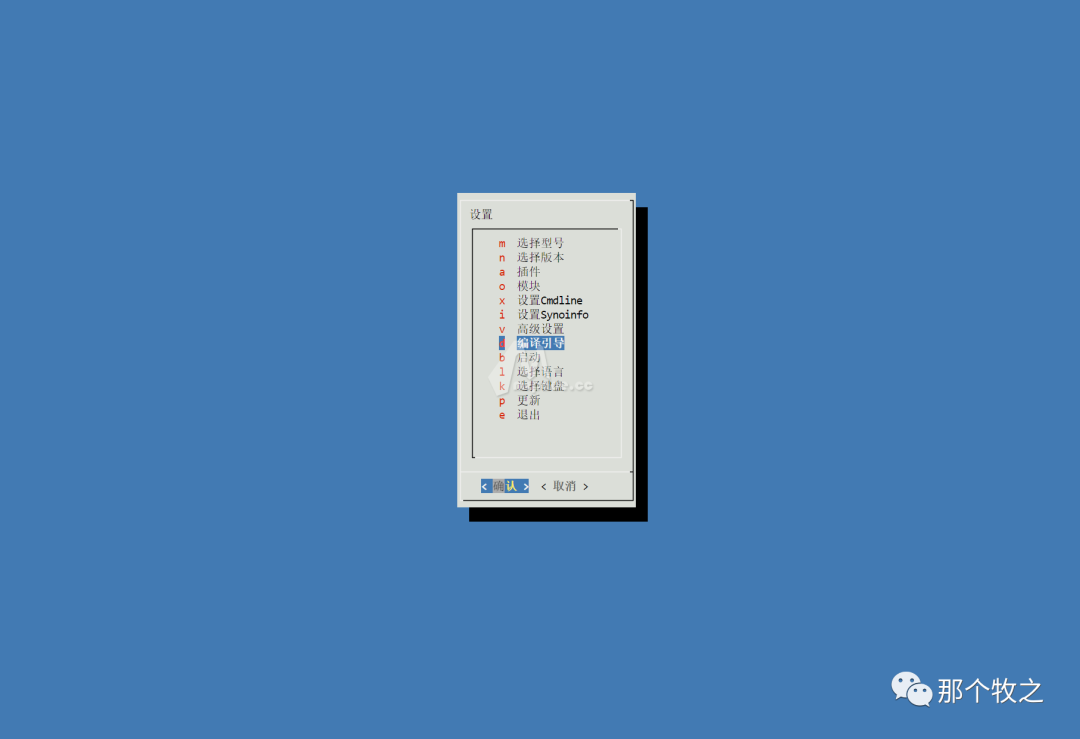 设置
m 选择型号
n 选择版本
a 插件
o 模块
x 设置Cmdline
i 设置Synoinfo
v 高级设置
编译引导
b 启动
l 选择语言
k 选择键盘
p 更新
e 退出
< 确认 > < 取消 >
那个牧之